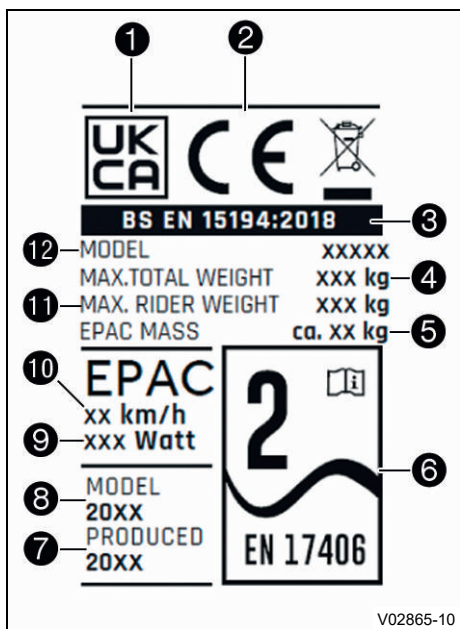 1 2
UK
CA
CE
BS EN 15194:2018 3
12 MODEL xxxxx
MAX.TOTAL WEIGHT xxx kg 4
11 MAX. RIDER WEIGHT xxx kg
EPAC MASS ca. xx kg 5
10 EPAC
xx km/h
9 xxx Watt
2
6
8 MODEL
20XX
7 PRODUCED
20XX
EN 17406
V02865-10